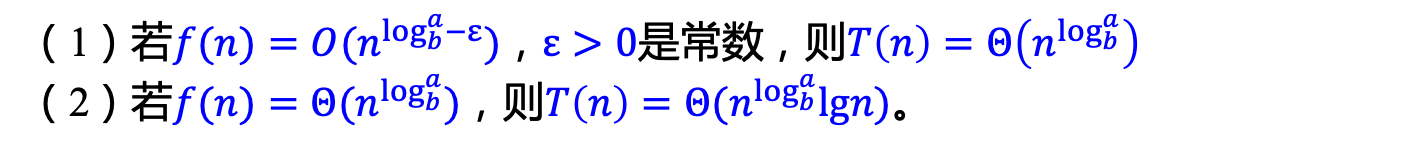 （1）若f(n) = O(n^{log_b^a−ε})，ε > 0是常数，则T(n) = Θ(n^{log_b^a})
（2）若f(n) = Θ(n^{log_b^a})，则T(n) = Θ(n^{log_b^a}lgn)。